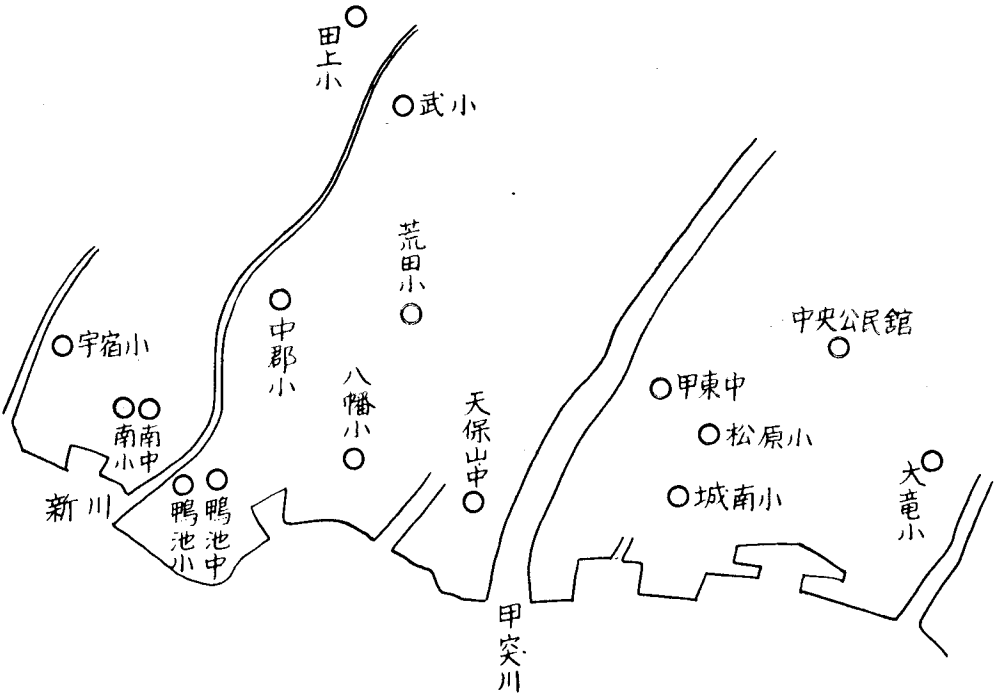 田上小
武小
荒田小
中央公民舘
宇宿小
中郡小
八幡小
天保山中
甲東中
松原小
南小
南中
城南小
大竜小
新川
鴨池小
鴨池中
甲突川